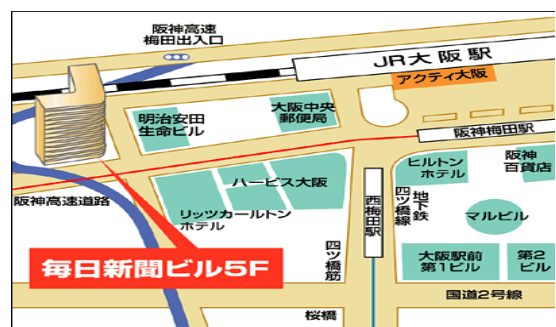 阪神高速
梅田出入口
JR大阪駅
アクティ大阪
明治安田
生命ビル
大阪中央
郵便局
阪神梅田駅
ハービス大阪
ヒルトン
ホテル
阪神
百貨店
阪神高速道路
リッツカールトン
ホテル
西梅田駅
地下鉄
四ツ橋線
マルビル
毎日新聞ビル5F
四ツ橋筋
大阪駅前
第1ビル
第2
ビル
国道2号線
桜橋